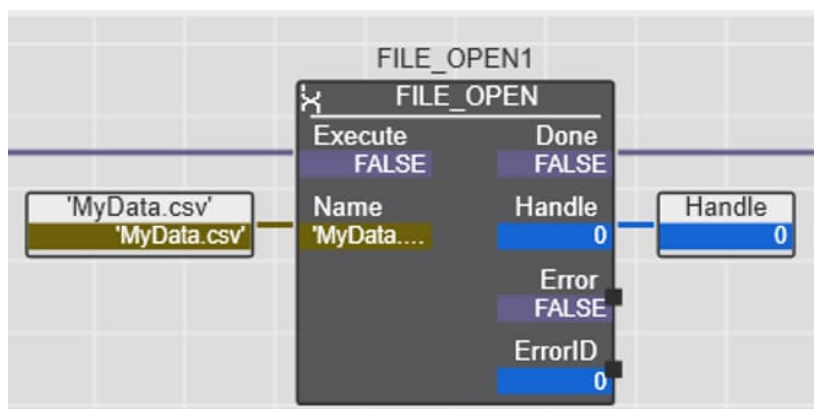 FILE_OPEN1
FILE_OPEN
Execute Done
FALSE FALSE
'MyData.csv' Name Handle Handle
'MyData.csv' 'MyData.... 0 0
Error
FALSE
ErrorID
0